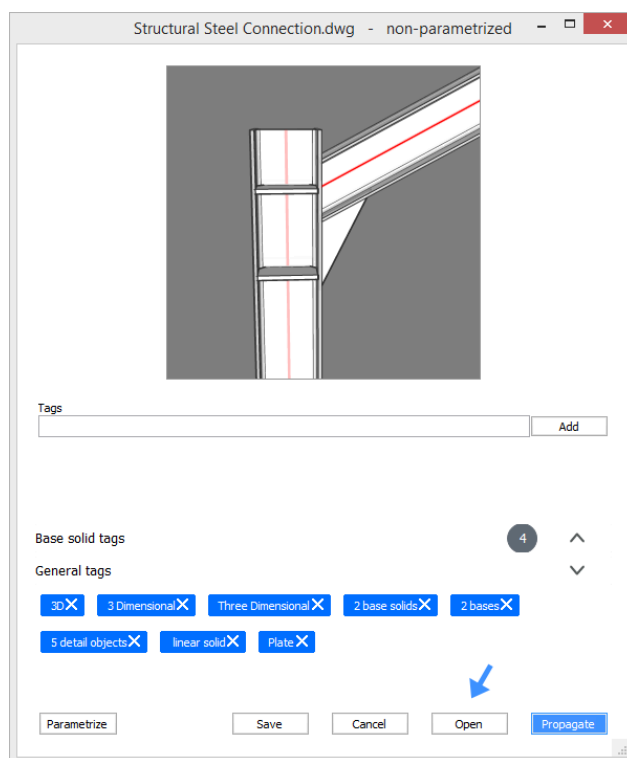 Structural Steel Connection.dwg - non-parametrized
Tags
Add
Base solid tags 4
General tags
3D 3 Dimensional Three Dimensional 2 base solids 2 bases
5 detail objects linear solid Plate
Parametrize Save Cancel Open Propagate